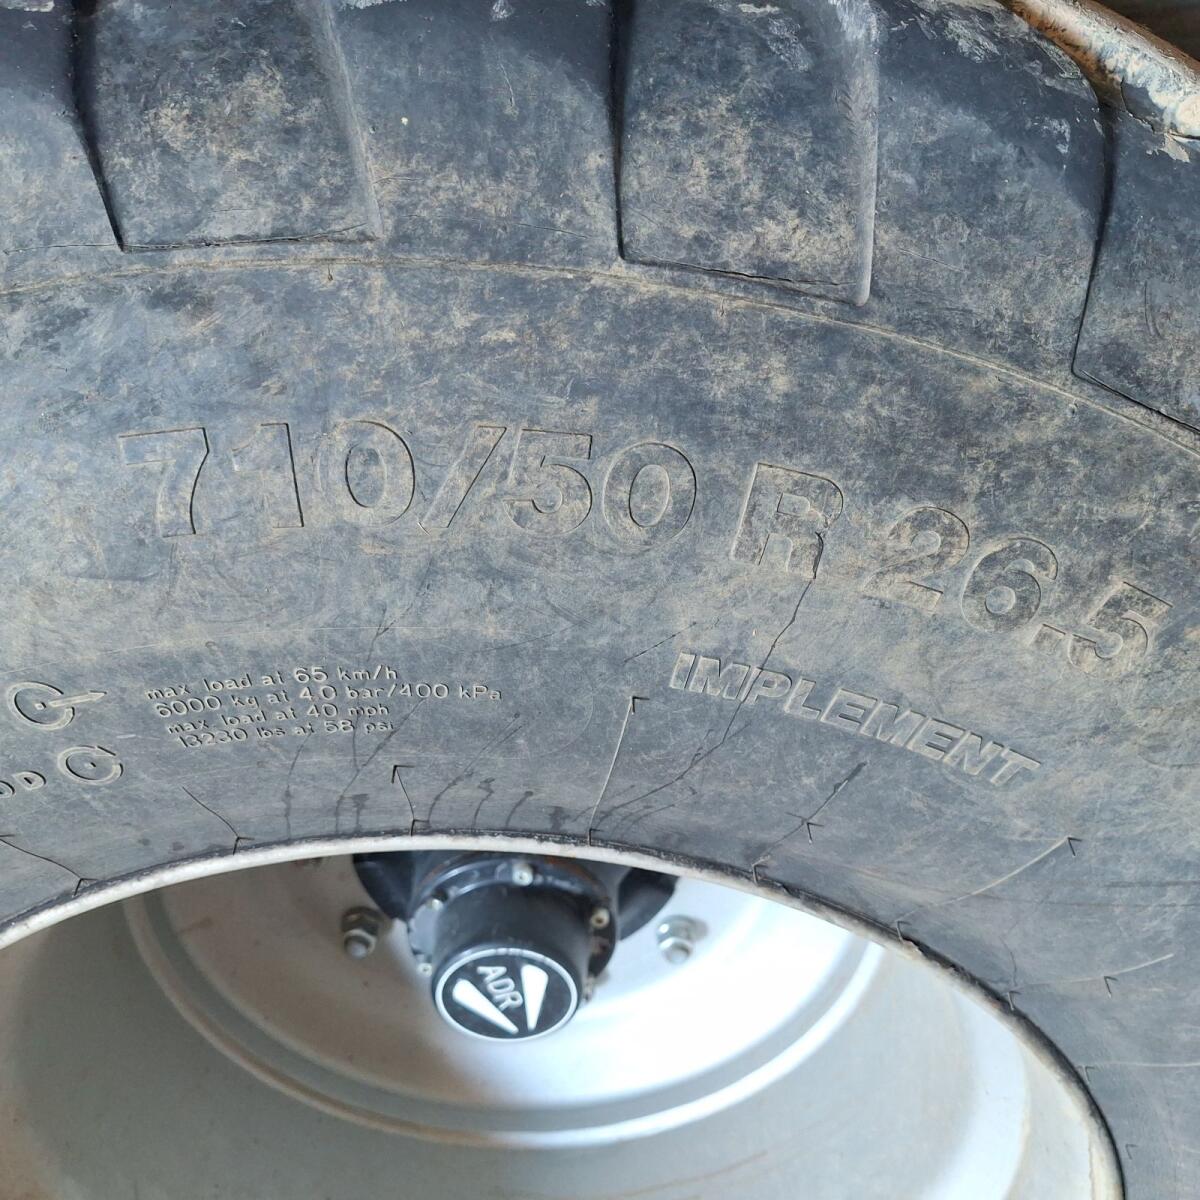 710/50 R 26.5
IMPLEMENT
max load at 65 km/h
6000 kg at 4.0 bar/400 kPa
max load at 40 mph
13230 lbs at 58 psi
ADR